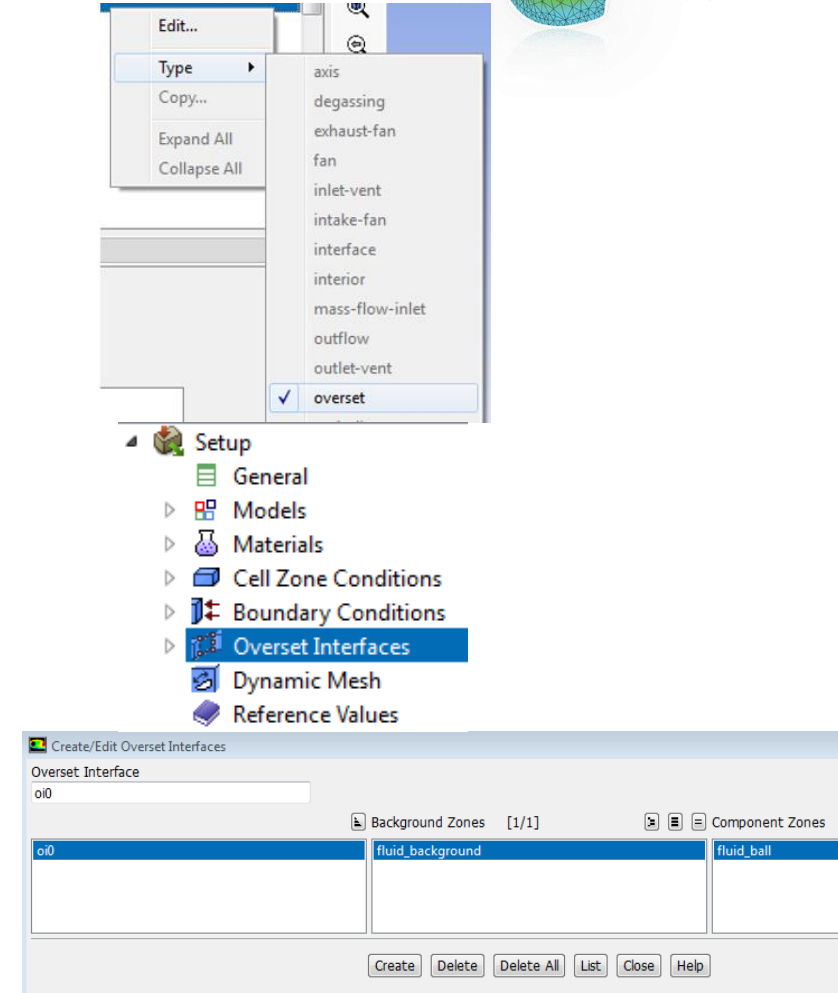 Edit...
Type
Copy...
Expand All
Collapse All
axis
degassing
exhaust-fan
fan
inlet-vent
intake-fan
interface
interior
mass-flow-inlet
outflow
outlet-vent
overset
Setup
General
Models
Materials
Cell Zone Conditions
Boundary Conditions
Overset Interfaces
Dynamic Mesh
Reference Values
Create/Edit Overset Interfaces
Overset Interface
oi0
Background Zones [1/1] Component Zones
oi0 fluid_background fluid_ball
Create Delete Delete All List Close Help